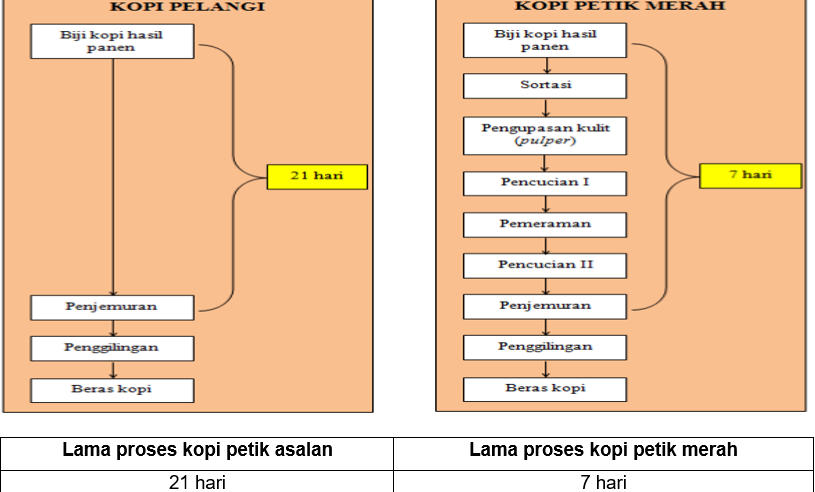 KOPI PELANGI
Biji kopi hasil
panen
21 hari
Penjemuran
Penggilingan
Beras kopi
KOPI PETIK MERAH
Biji kopi hasil
panen
Sortasi
Pengupasan kulit
(pulper)
Pencucian I
Pemeraman
Pencucian II
Penjemuran
Penggilingan
Beras kopi
7 hari
Lama proses kopi petik asalan
Lama proses kopi petik merah
21 hari
7 hari